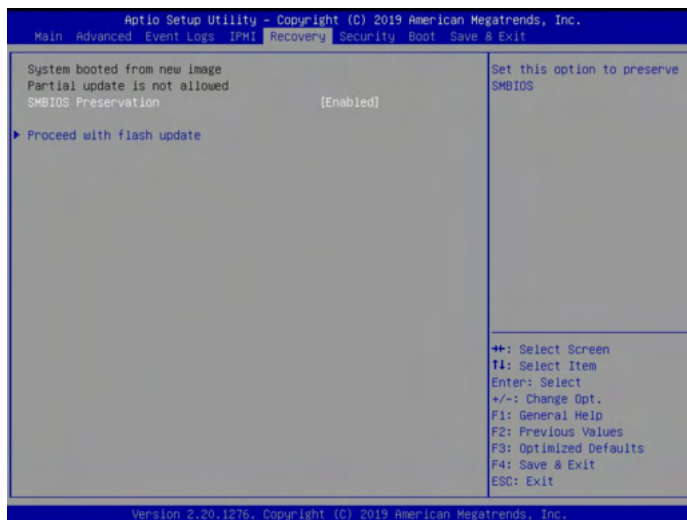 Aptio Setup Utility – Copyright (C) 2019 American Megatrends, Inc.
Main Advanced Event Logs IPMI Recovery Security Boot Save & Exit
System booted from new image
Partial update is not allowed
SMBIOS Preservation [Enabled]
Proceed with flash update
Set this option to preserve
SMBIOS
→←: Select Screen
↑↓: Select Item
Enter: Select
+/-: Change Opt.
F1: General Help
F2: Previous Values
F3: Optimized Defaults
F4: Save & Exit
ESC: Exit
Version 2.20.1276. Copyright (C) 2019 American Megatrends, Inc.